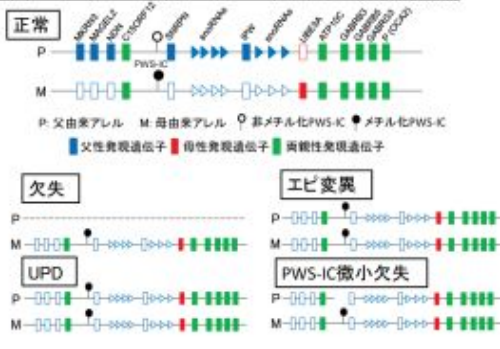 正常
MKRN3 MAGEL2 NDN C15ORF12 SNRPN snoRNAs IPW snoRNAs UBE3A ATP10C GABRB3 GABRA5 GABRG3 P (OCA2)
P
PWS-IC
M
P: 父由来アレル M: 母由来アレル 非メチル化PWS-IC メチル化PWS-IC
父性発現遺伝子 母性発現遺伝子 両親性発現遺伝子
欠失
P
M
エピ変異
P
M
UPD
P
M
PWS-IC微小欠失
P
M